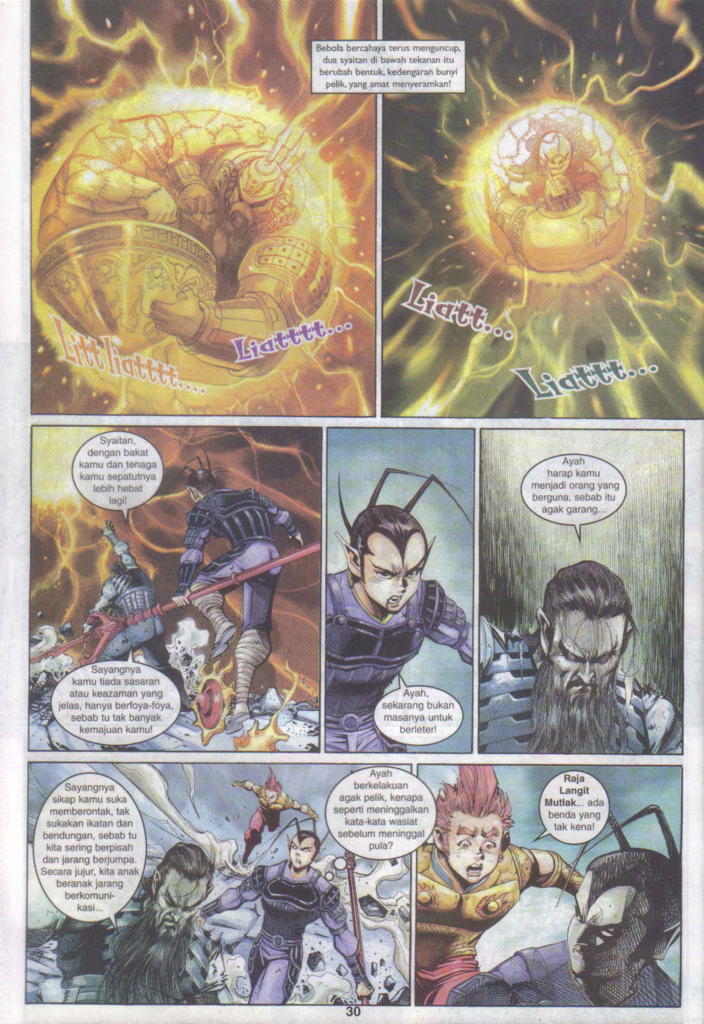 Bebola bercahaya terus menguncup,
dua syaitan di bawah tekanan itu
berubah bentuk, kedengaran bunyi
pelik, yang amat menyeramkan!
Litt liatttt....
Liatttt...
Liatt...
Liattt...
Syaitan,
dengan bakat
kamu dan tenaga
kamu sepatutnya
lebih hebat
lagi!
Sayangnya
kamu tiada sasaran
atau keazaman yang
jelas, hanya berfoya-foya,
sebab tu tak banyak
kemajuan kamu!
Ayah,
sekarang bukan
masanya untuk
berleter!
Ayah
harap kamu
menjadi orang yang
berguna, sebab itu
agak garang...
Sayangnya
sikap kamu suka
memberontak, tak
sukakan ikatan dan
bendungan, sebab tu
kita sering berpisah
dan jarang berjumpa.
Secara jujur, kita anak
beranak jarang
berkomuni-
kasi...
Ayah
berkelakuan
agak pelik, kenapa
seperti meninggalkan
kata-kata wasiat
sebelum meninggal
pula?
Raja
Langit
Mutlak... ada
benda yang
tak kena!
30